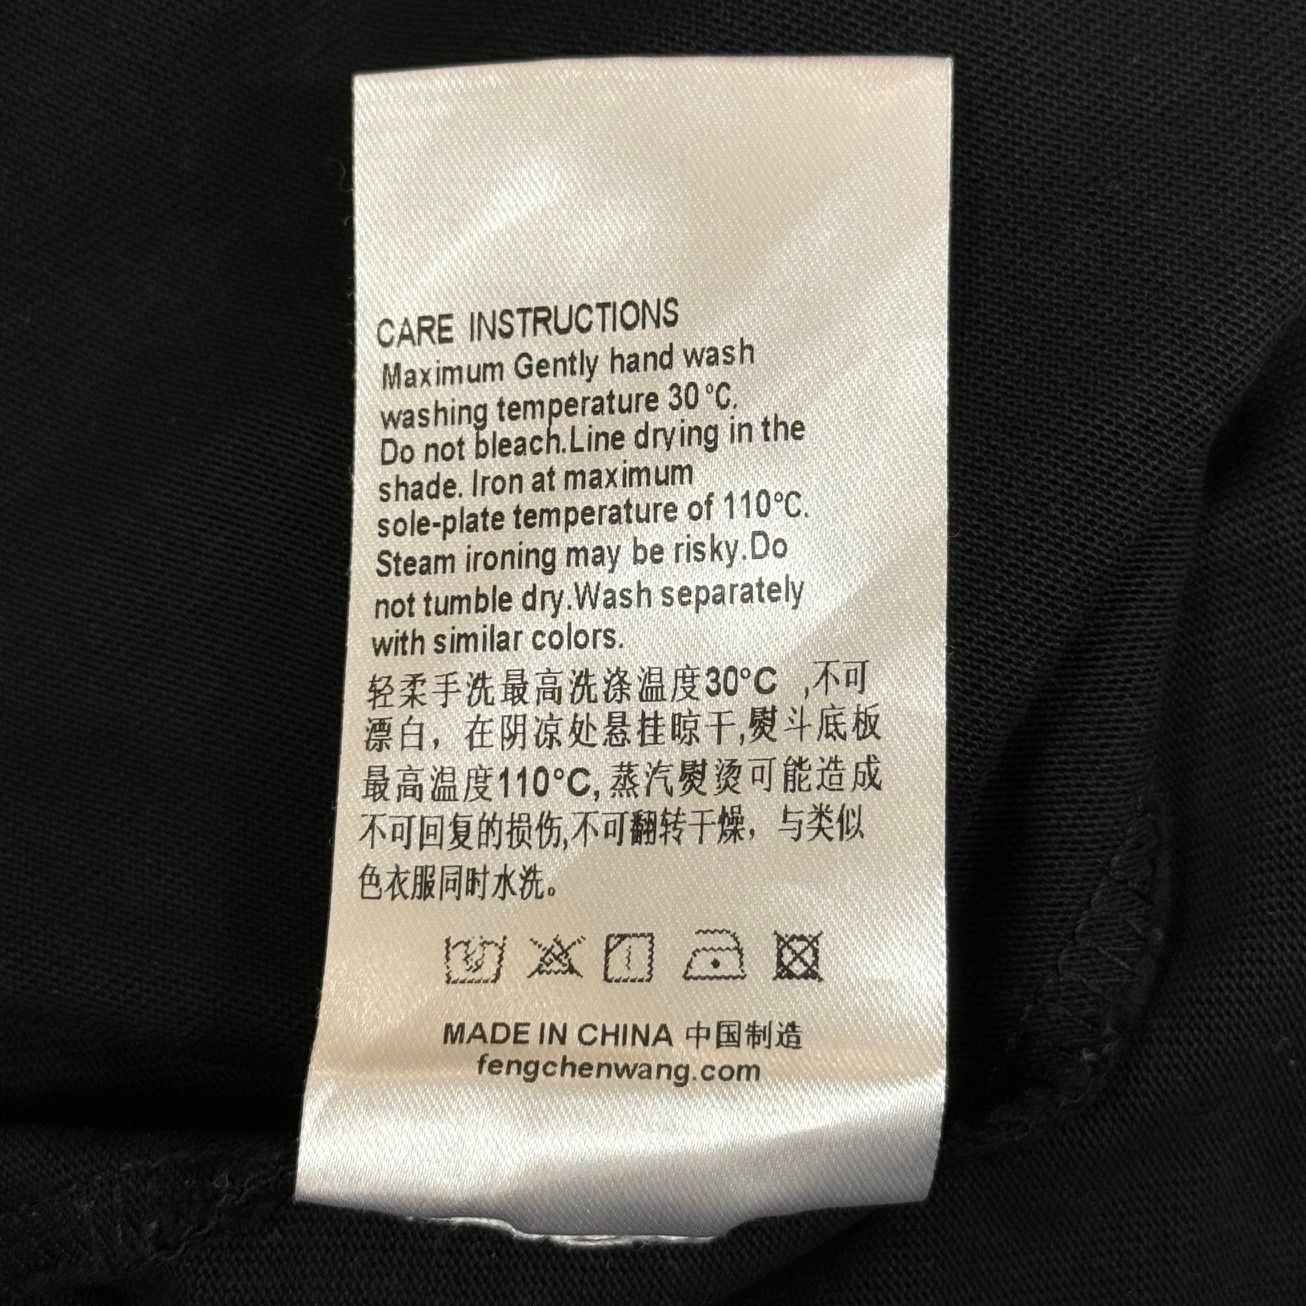 CARE INSTRUCTIONS
Maximum Gently hand wash
washing temperature 30°C.
Do not bleach.Line drying in the
shade. Iron at maximum
sole-plate temperature of 110°C.
Steam ironing may be risky.Do
not tumble dry.Wash separately
with similar colors.
轻柔手洗最高洗涤温度30°C ,不可
漂白，在阴凉处悬挂晾干,熨斗底板
最高温度110°C,蒸汽熨烫可能造成
不可回复的损伤,不可翻转干燥，与类似
色衣服同时水洗。
MADE IN CHINA 中国制造
fengchenwang.com